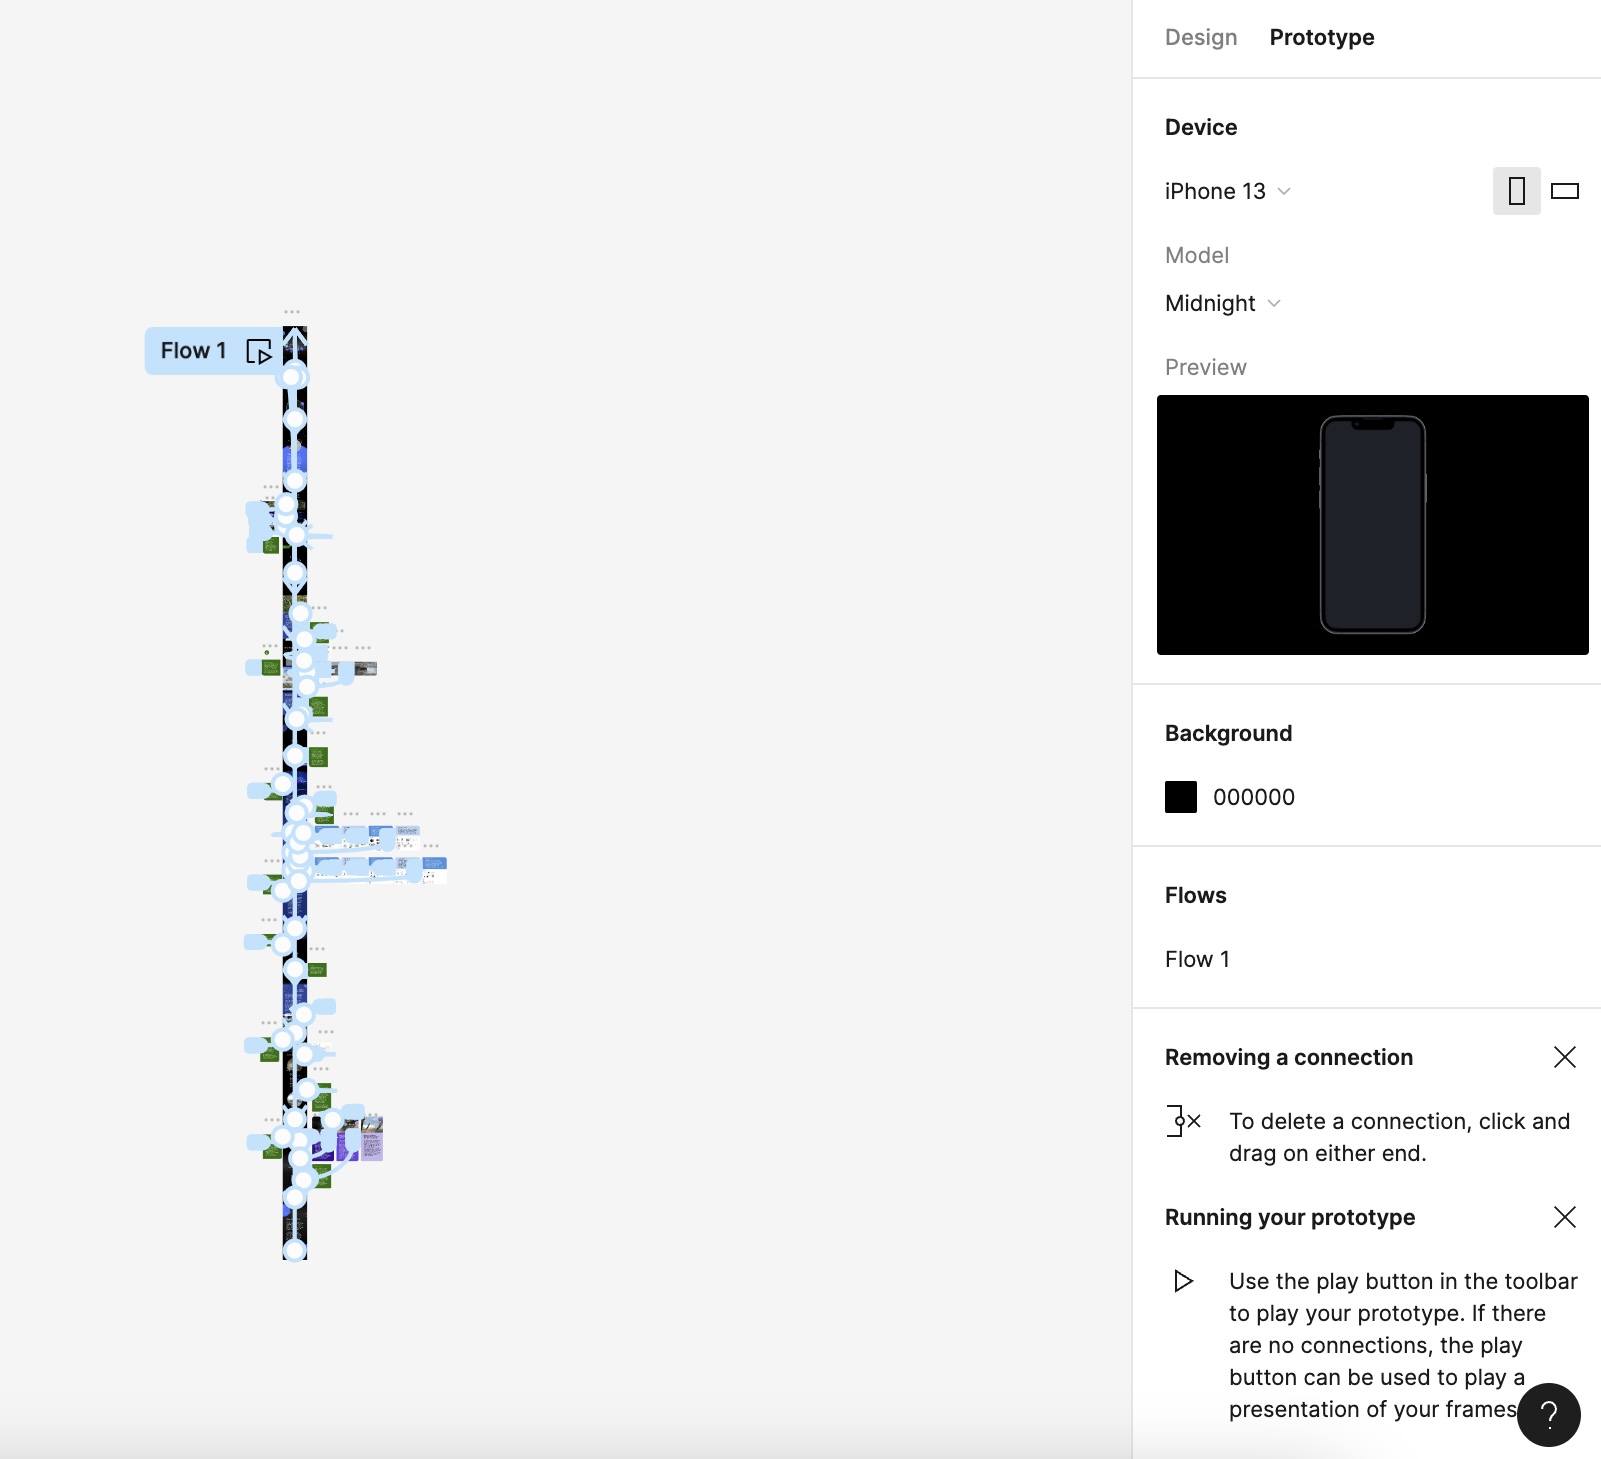 Design Prototype
Device
iPhone 13
Model
Midnight
Preview
Flow 1
Background
000000
Flows
Flow 1
Removing a connection
To delete a connection, click and
drag on either end.
Running your prototype
Use the play button in the toolbar
to play your prototype. If there
are no connections, the play
button can be used to play a
presentation of your frames
?